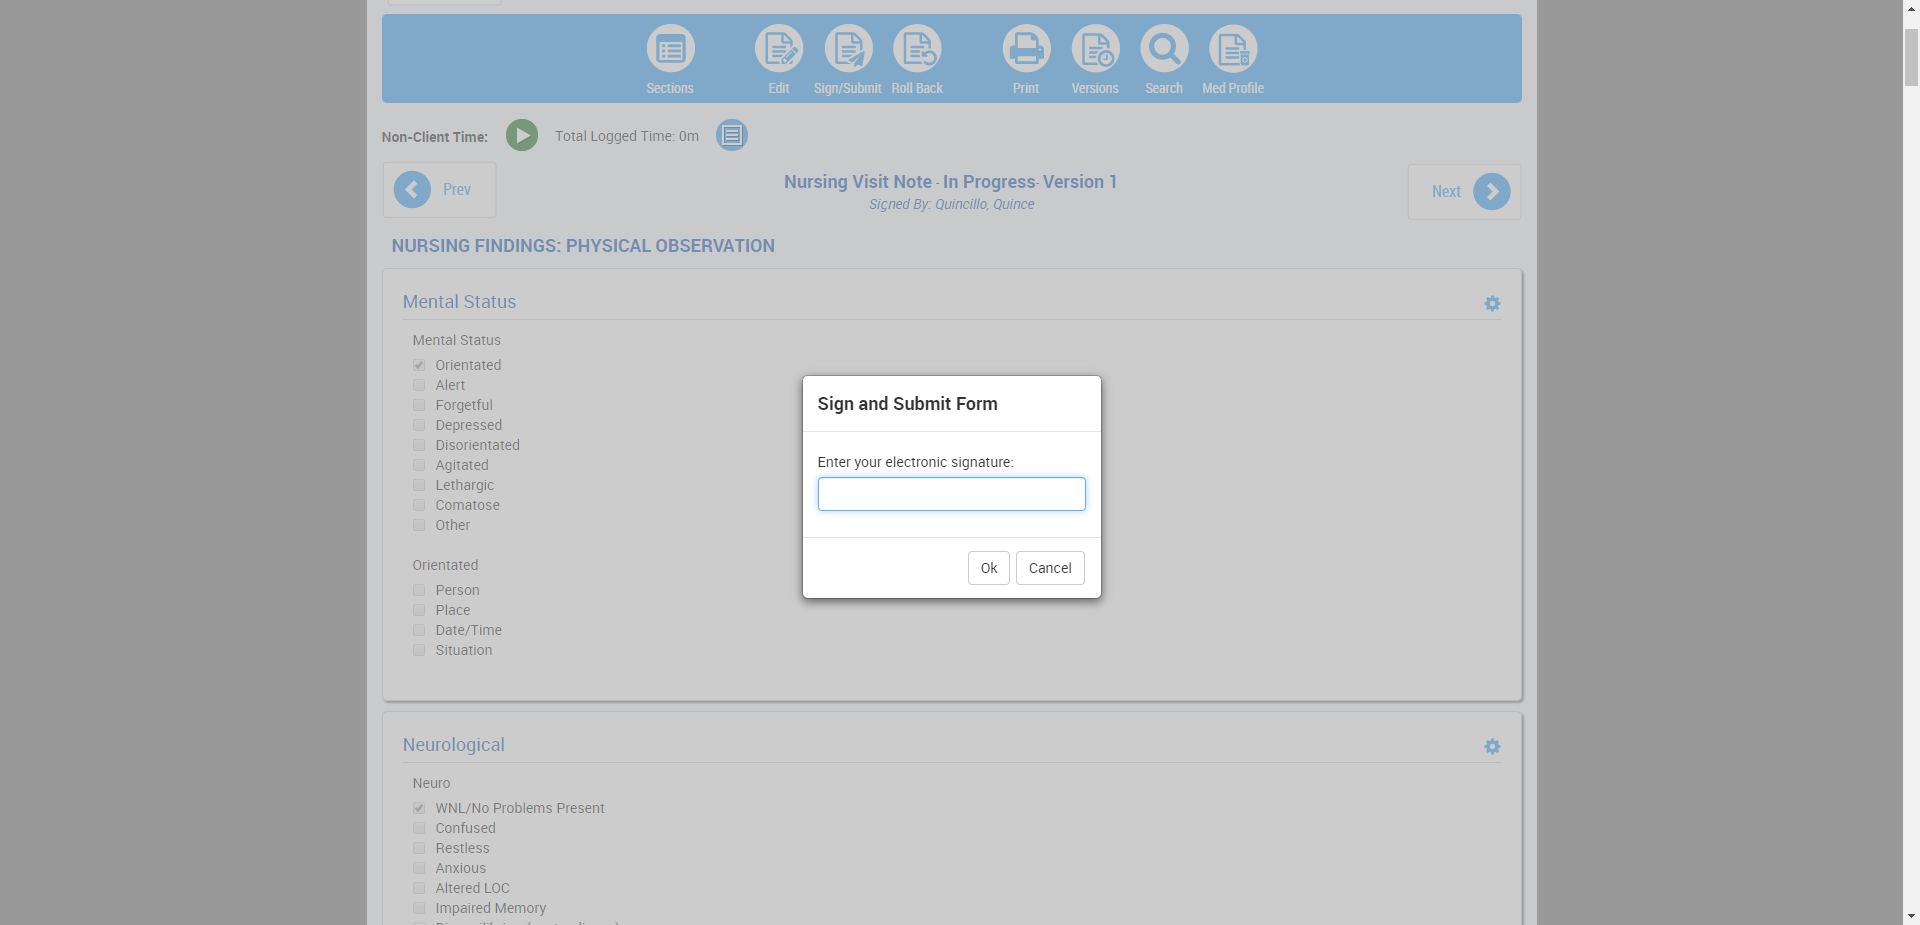 Sections
Edit
Sign/Submit
Roll Back
Print
Versions
Search
Med Profile
Non-Client Time:
Total Logged Time: 0m
Prev
Nursing Visit Note - In Progress- Version 1
Signed By: Quincillo, Quince
Next
NURSING FINDINGS: PHYSICAL OBSERVATION
Mental Status
Mental Status
Orientated
Alert
Forgetful
Depressed
Disorientated
Agitated
Lethargic
Comatose
Other
Orientated
Person
Place
Date/Time
Situation
Sign and Submit Form
Enter your electronic signature:
Ok
Cancel
Neurological
Neuro
WNL/No Problems Present
Confused
Restless
Anxious
Altered LOC
Impaired Memory